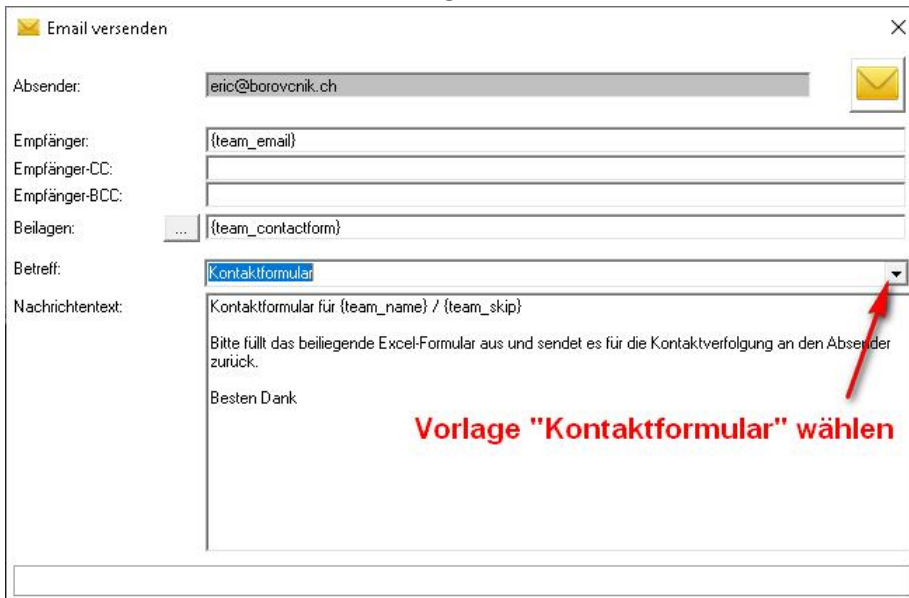 Email versenden
Absender:
eric@borovcnik.ch
Empfänger:
{team_email}
Empfänger-CC:
Empfänger-BCC:
Beilagen:
...
{team_contactform}
Betreff:
Kontaktformular
Nachrichtentext:
Kontaktformular für {team_name} / {team_skip}
Bitte füllt das beiliegende Excel-Formular aus und sendet es für die Kontaktverfolgung an den Absender
zurück.
Besten Dank
Vorlage "Kontaktformular" wählen